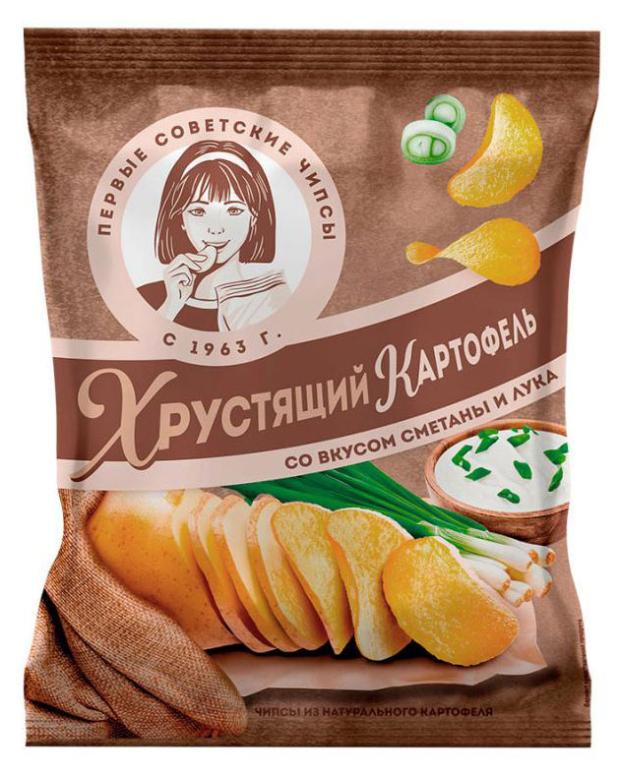 ПЕРВЫЕ СОВЕТСКИЕ ЧИПСЫ
С 1963 Г.
ХРУСТЯЩИЙ КАРТОФЕЛЬ
СО ВКУСОМ СМЕТАНЫ И ЛУКА
ЧИПСЫ ИЗ НАТУРАЛЬНОГО КАРТОФЕЛЯ